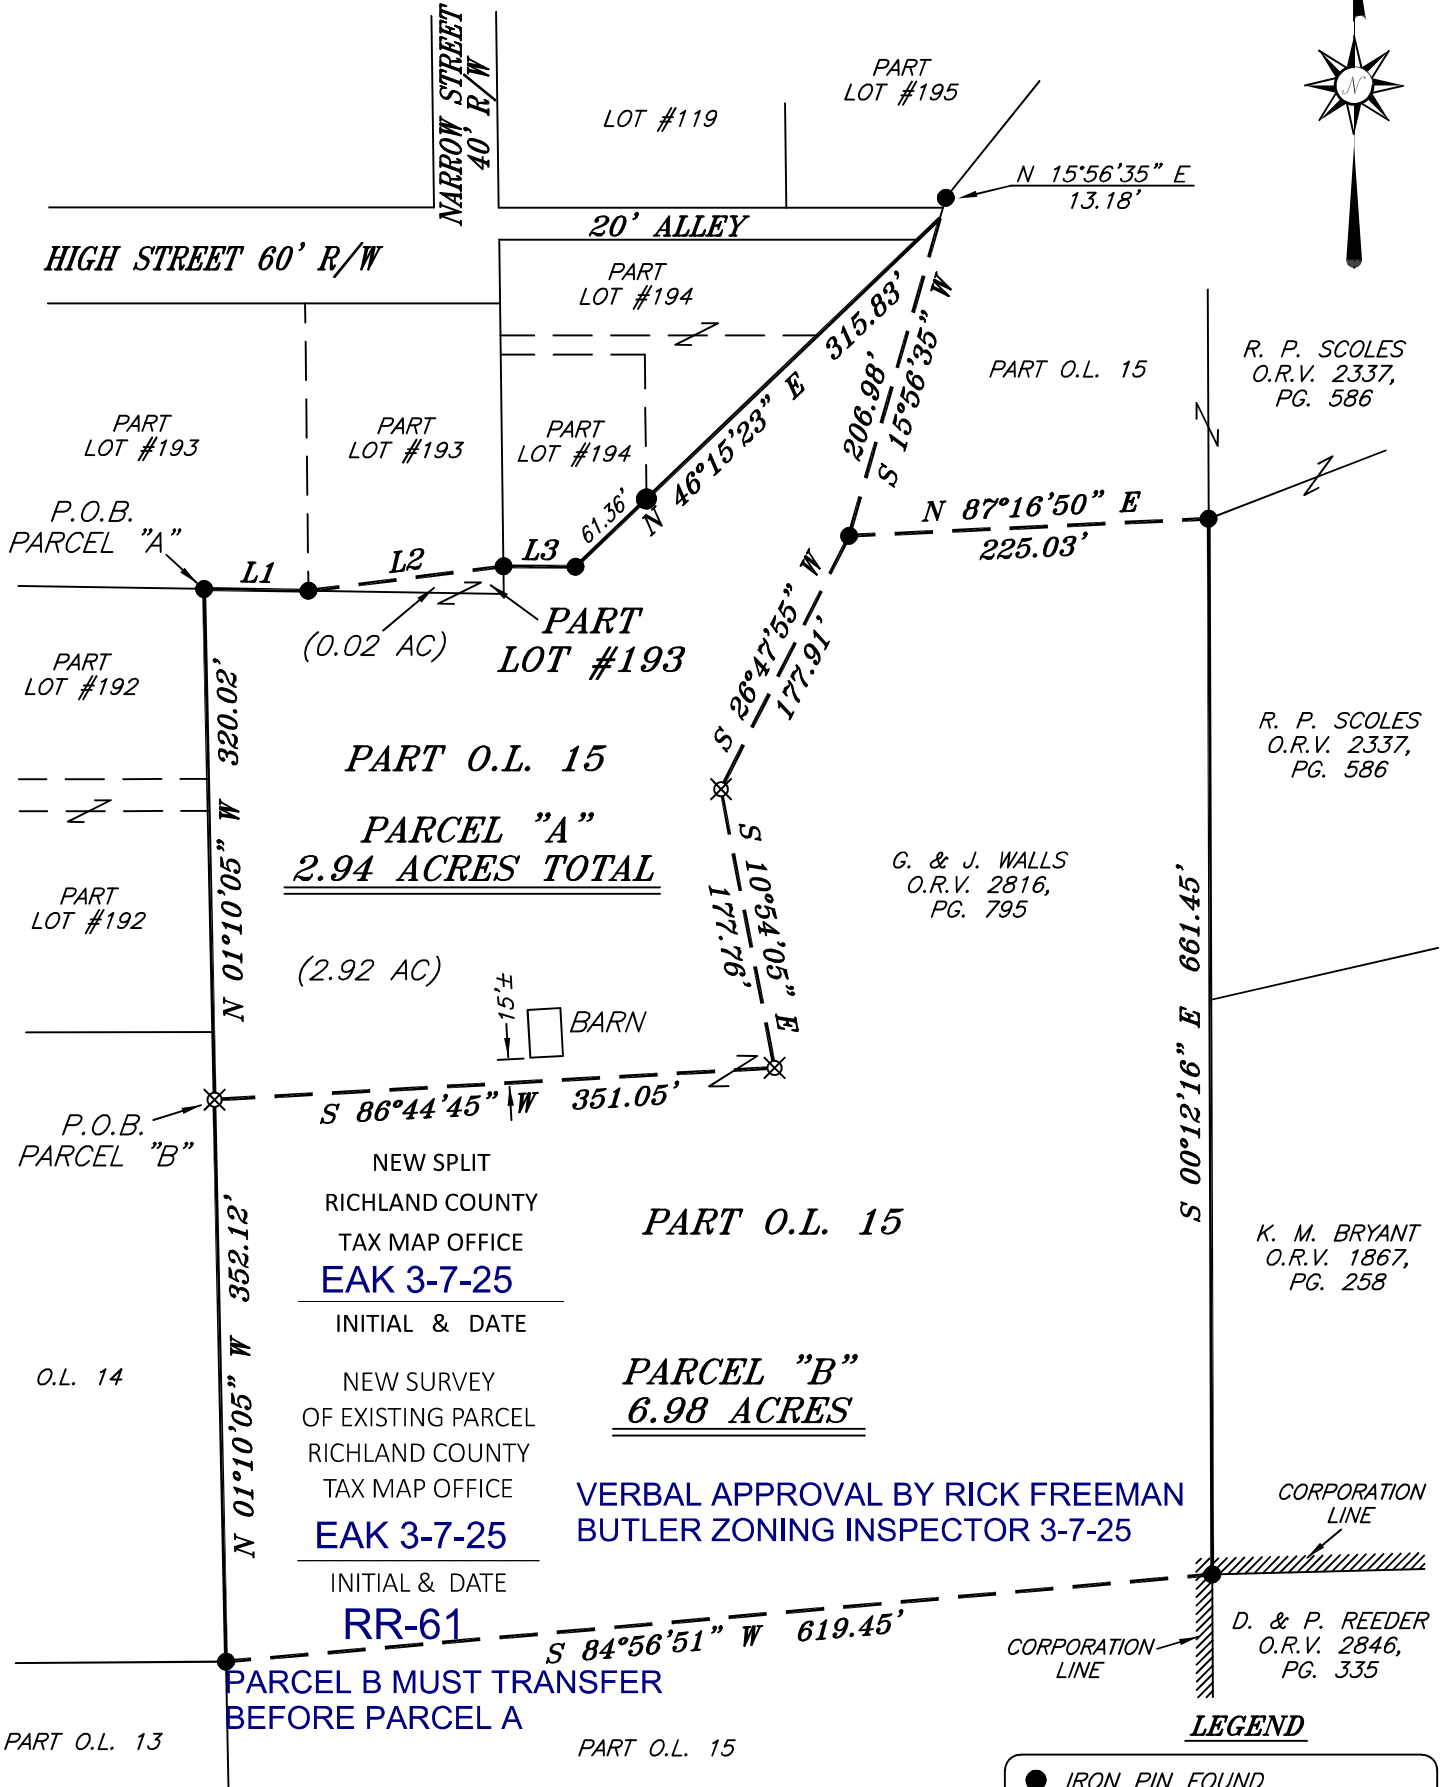 NARROW STREET
40' R/W
PART
LOT #195
LOT #119
N
N 15°56'35" E
13.18'
20' ALLEY
HIGH STREET 60' R/W
PART
LOT #194
315.83'
N 46°15'23" E
206.98'
S 15°56'35" W
PART O.L. 15
R. P. SCOLES
O.R.V. 2337,
PG. 586
PART
LOT #193
PART
LOT #193
PART
LOT #194
61.36'
P.O.B.
PARCEL "A"
N 87°16'50" E
225.03'
L1
L2
L3
(0.02 AC)
PART
LOT #193
S 26°47'55" W
177.91'
PART
LOT #192
N 01°10'05" W 320.02'
PART O.L. 15
R. P. SCOLES
O.R.V. 2337,
PG. 586
PARCEL "A"
2.94 ACRES TOTAL
S 10°54'05" E
177.76'
G. & J. WALLS
O.R.V. 2816,
PG. 795
PART
LOT #192
(2.92 AC)
15'±
BARN
S 00°12'16" E 661.45'
S 86°44'45" W 351.05'
P.O.B.
PARCEL "B"
NEW SPLIT
RICHLAND COUNTY
TAX MAP OFFICE
EAK 3-7-25
INITIAL & DATE
PART O.L. 15
K. M. BRYANT
O.R.V. 1867,
PG. 258
N 01°10'05" W 352.12'
O.L. 14
NEW SURVEY
OF EXISTING PARCEL
RICHLAND COUNTY
TAX MAP OFFICE
EAK 3-7-25
INITIAL & DATE
RR-61
PARCEL "B"
6.98 ACRES
VERBAL APPROVAL BY RICK FREEMAN
BUTLER ZONING INSPECTOR 3-7-25
CORPORATION
LINE
S 84°56'51" W 619.45'
CORPORATION
LINE
D. & P. REEDER
O.R.V. 2846,
PG. 335
PARCEL B MUST TRANSFER
BEFORE PARCEL A
PART O.L. 13
PART O.L. 15
LEGEND
IRON PIN FOUND